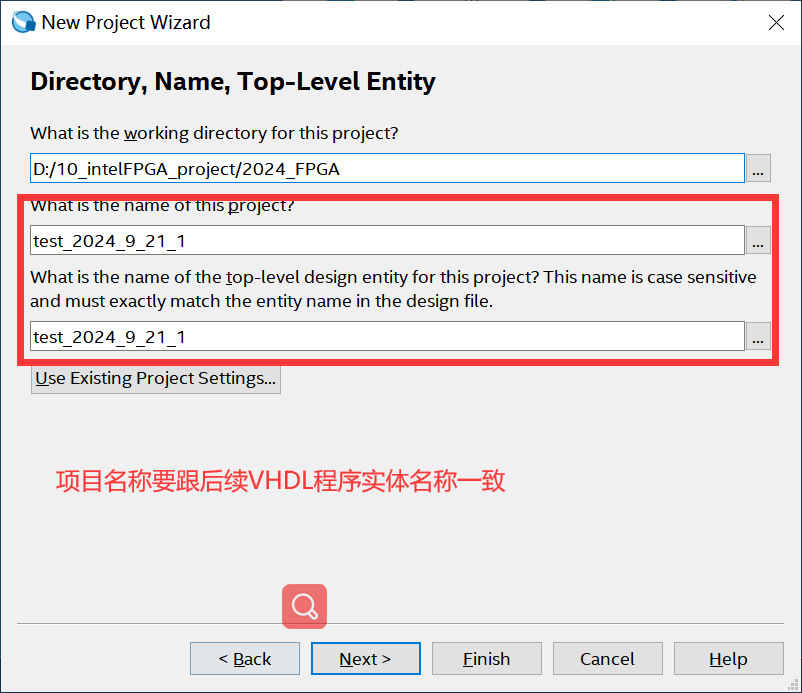 New Project Wizard
Directory, Name, Top-Level Entity
What is the working directory for this project?
D:/10_intelFPGA_project/2024_FPGA
...
What is the name of this project?
test_2024_9_21_1
...
What is the name of the top-level design entity for this project? This name is case sensitive
and must exactly match the entity name in the design file.
test_2024_9_21_1
...
Use Existing Project Settings...
项目名称要跟后续VHDL程序实体名称一致
< Back
Next >
Finish
Cancel
Help